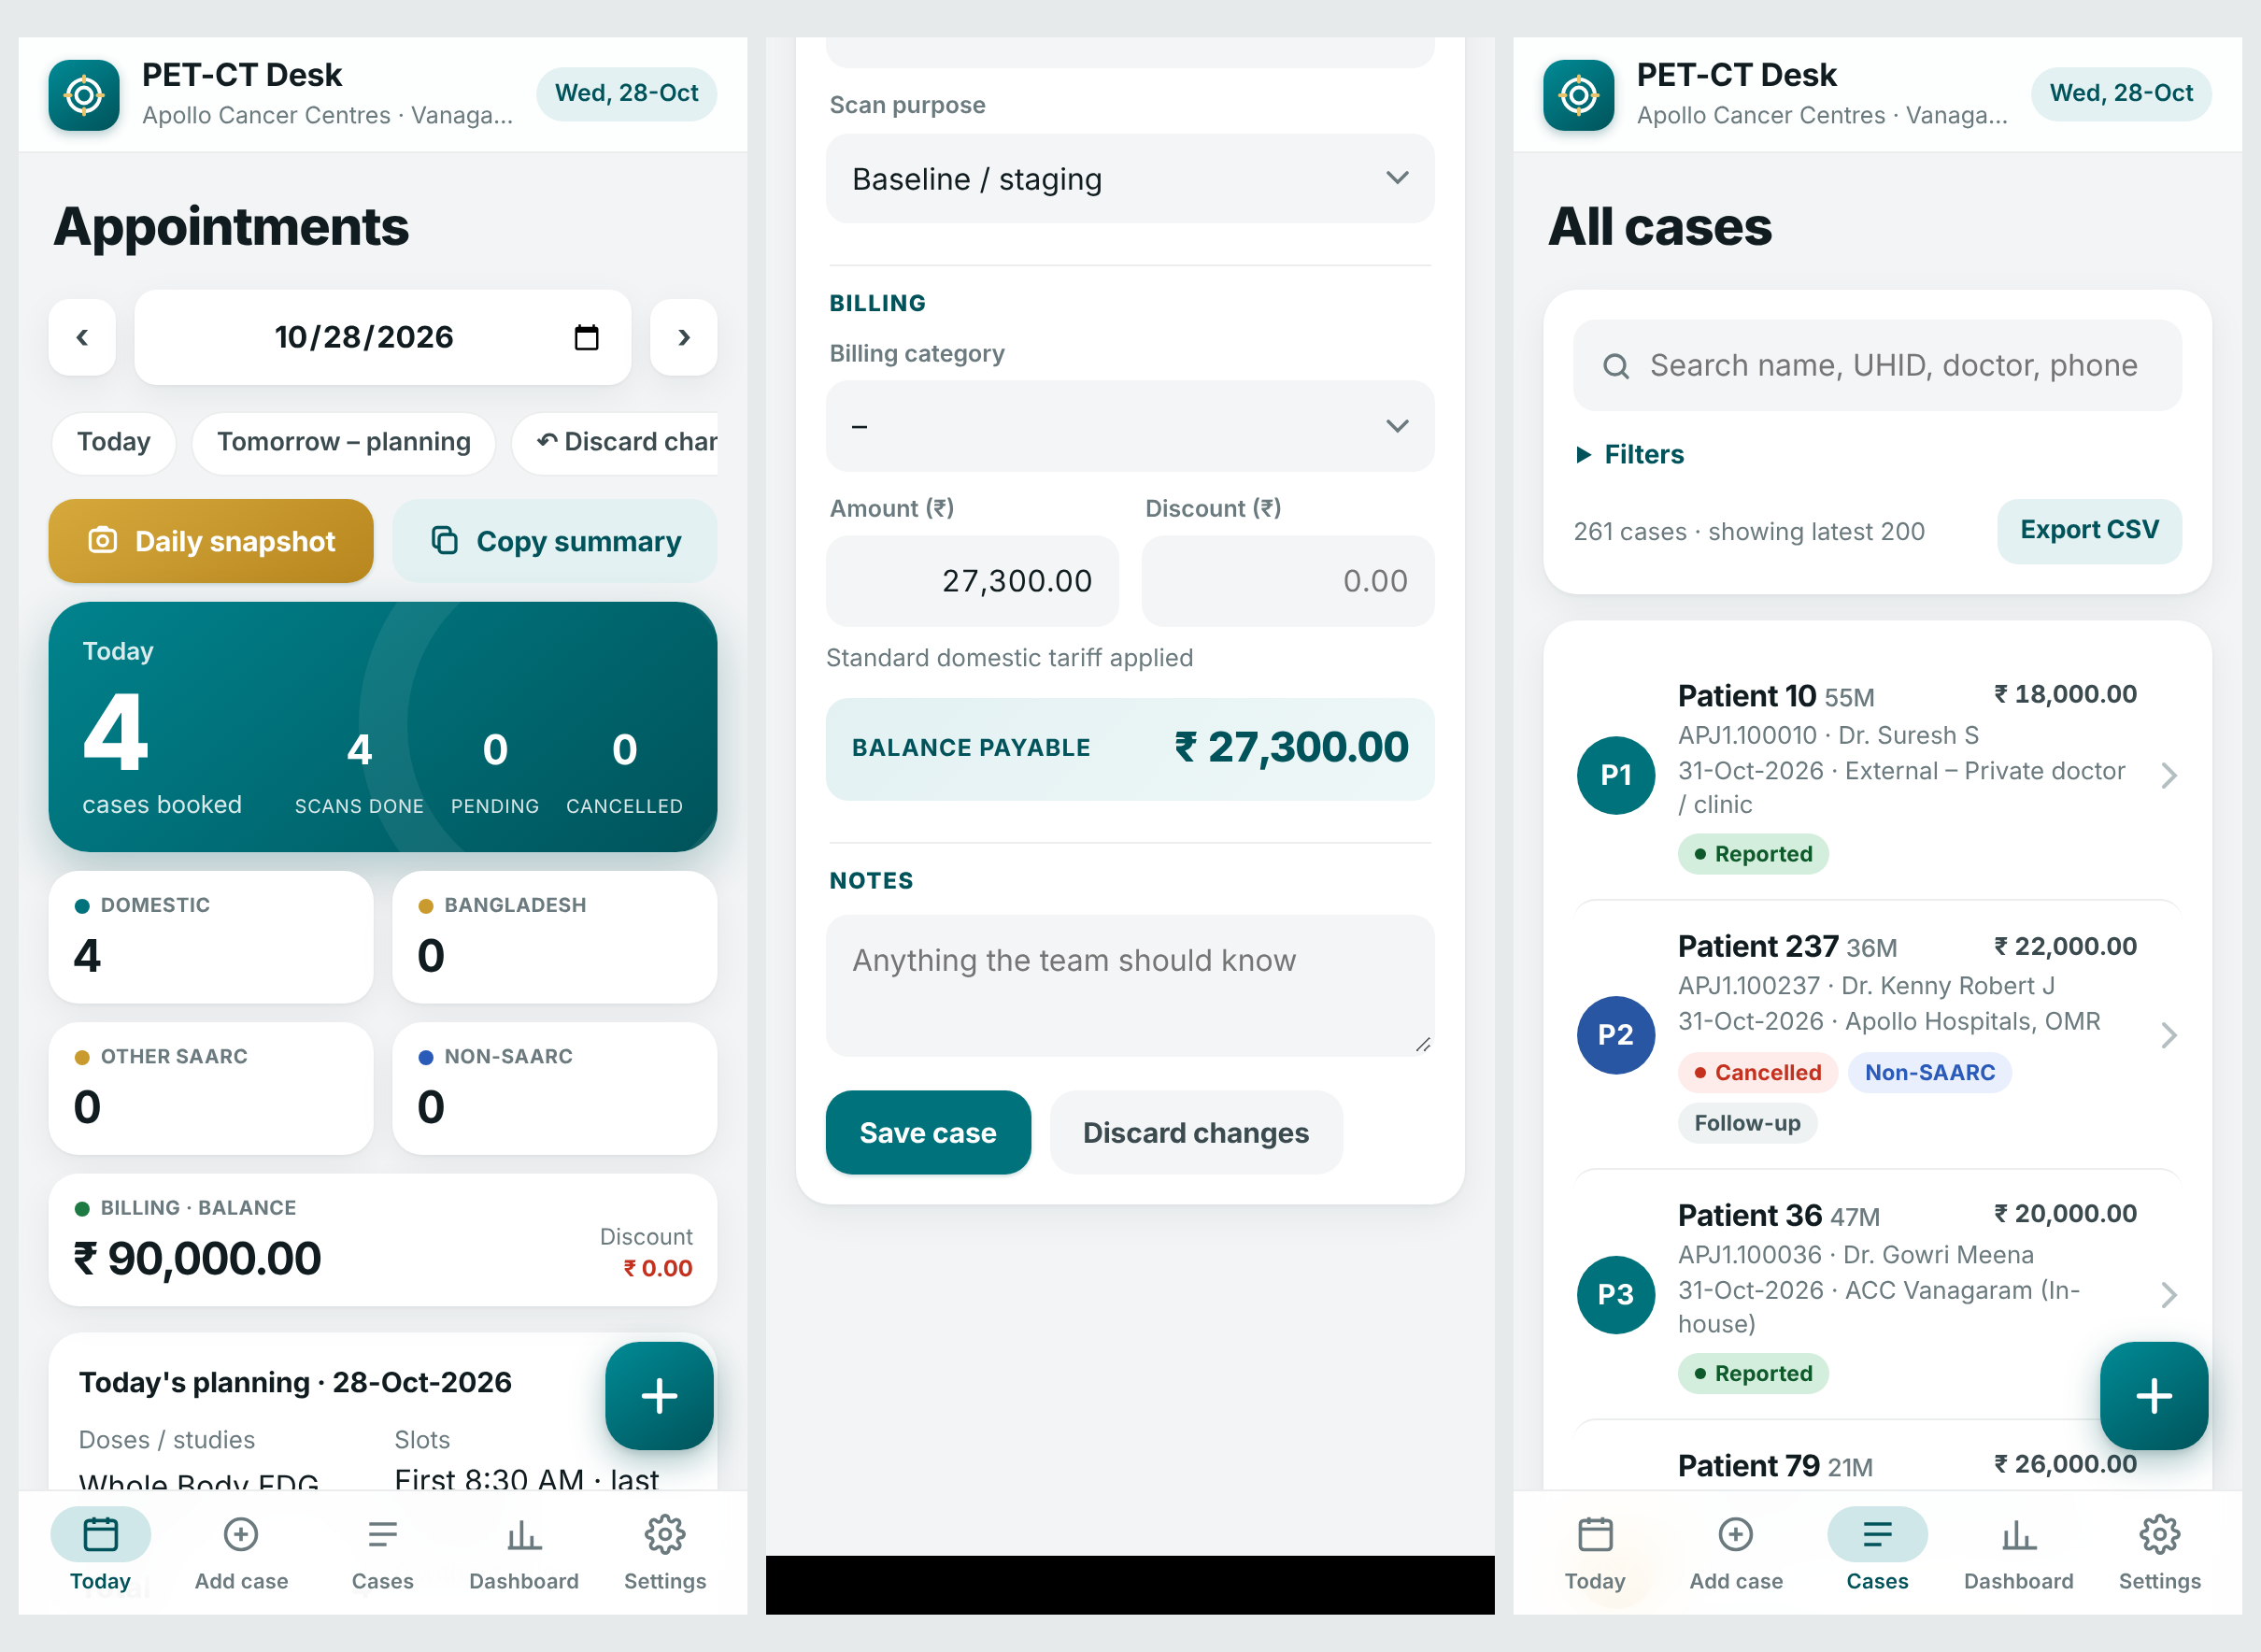 PET-CT Desk
Apollo Cancer Centres · Vanaga...
Wed, 28-Oct
Appointments
10/28/2026
Today
Tomorrow – planning
↶ Discard char
Daily snapshot
Copy summary
Today
4
cases booked
4
SCANS DONE
0
PENDING
0
CANCELLED
DOMESTIC
4
BANGLADESH
0
OTHER SAARC
0
NON-SAARC
0
BILLING · BALANCE
₹ 90,000.00
Discount
₹ 0.00
Today's planning · 28-Oct-2026
Doses / studies
Whole Body FDG
Slots
First 8:30 AM · last
Today
Add case
Cases
Dashboard
Settings
Scan purpose
Baseline / staging
BILLING
Billing category
–
Amount (₹)
27,300.00
Discount (₹)
0.00
Standard domestic tariff applied
BALANCE PAYABLE
₹ 27,300.00
NOTES
Anything the team should know
Save case
Discard changes
PET-CT Desk
Apollo Cancer Centres · Vanaga...
Wed, 28-Oct
All cases
Search name, UHID, doctor, phone
Filters
261 cases · showing latest 200
Export CSV
P1
Patient 10 55M
₹ 18,000.00
APJ1.100010 · Dr. Suresh S
31-Oct-2026 · External – Private doctor
/ clinic
Reported
P2
Patient 237 36M
₹ 22,000.00
APJ1.100237 · Dr. Kenny Robert J
31-Oct-2026 · Apollo Hospitals, OMR
Cancelled
Non-SAARC
Follow-up
P3
Patient 36 47M
₹ 20,000.00
APJ1.100036 · Dr. Gowri Meena
31-Oct-2026 · ACC Vanagaram (In-
house)
Reported
Patient 79 21M
₹ 26,000.00
Today
Add case
Cases
Dashboard
Settings